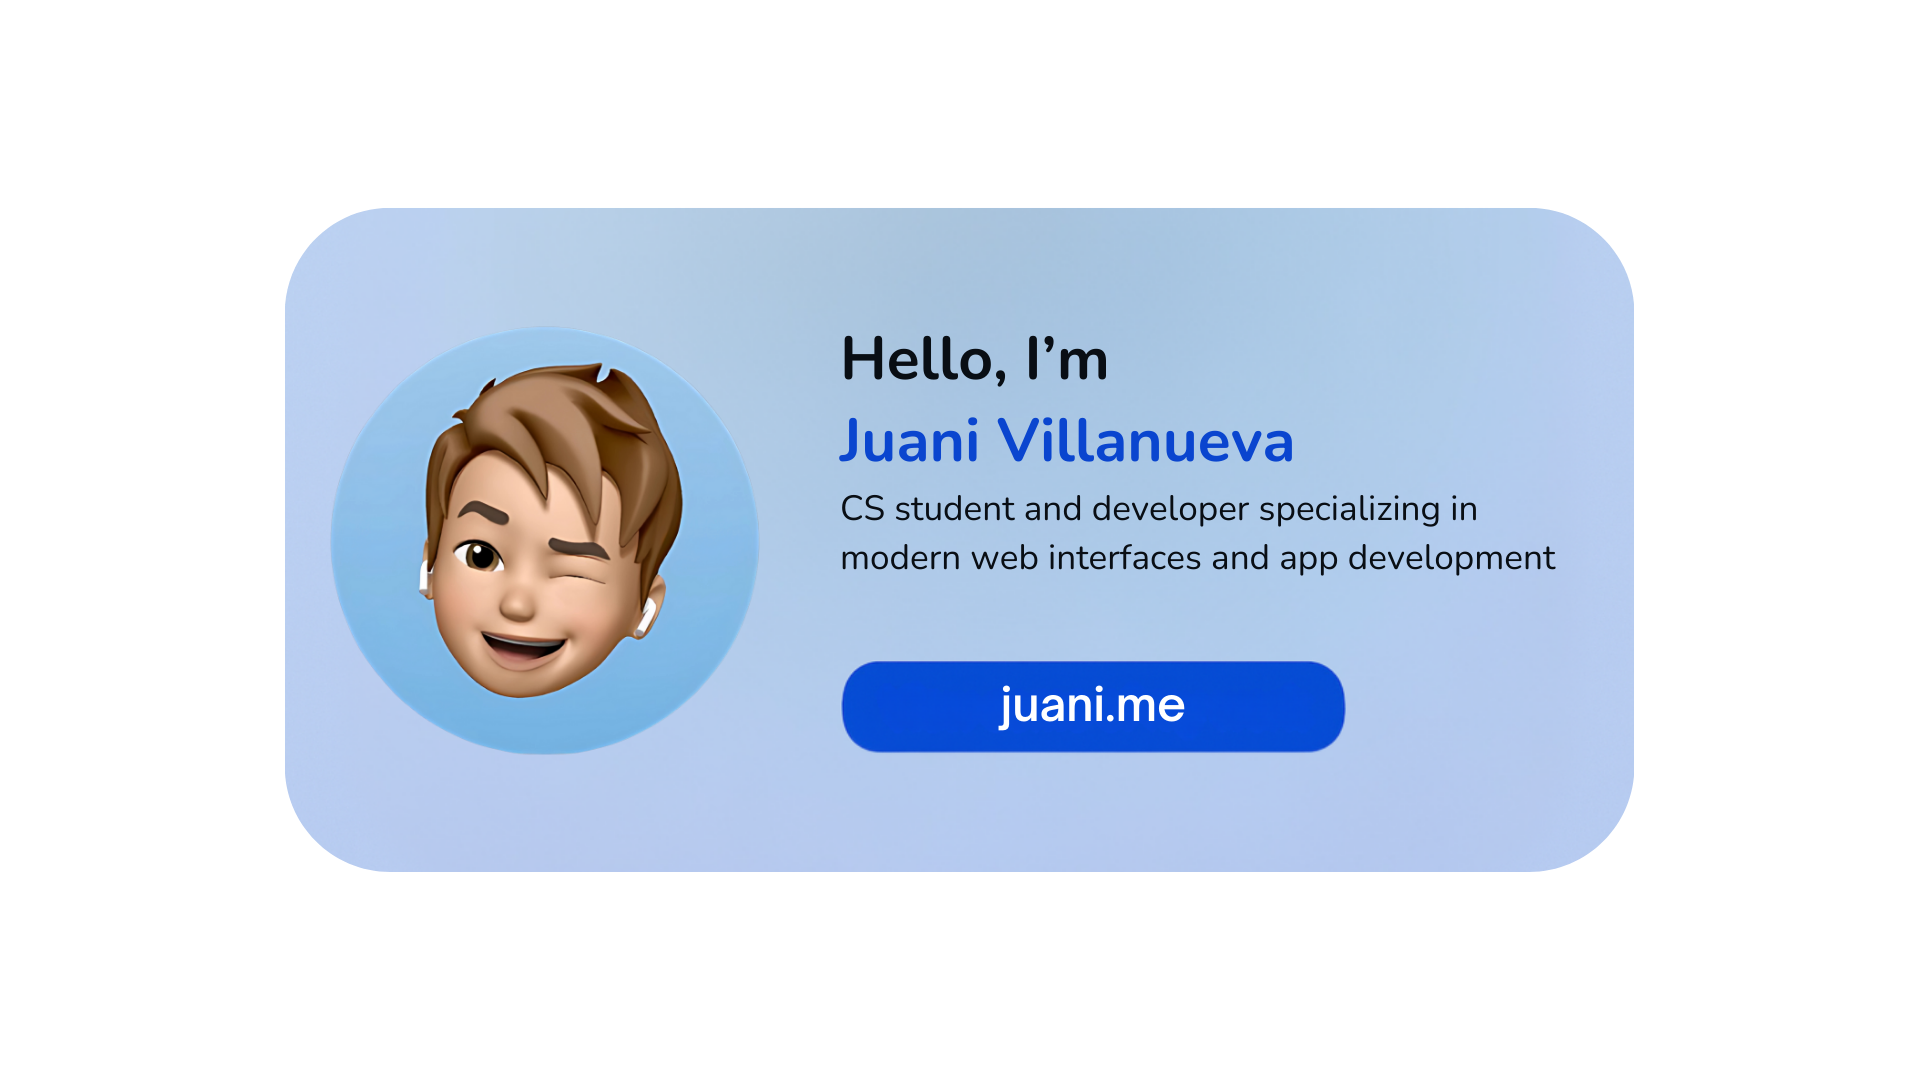 Hello, I’m
Juani Villanueva
CS student and developer specializing in
modern web interfaces and app development
juani.me